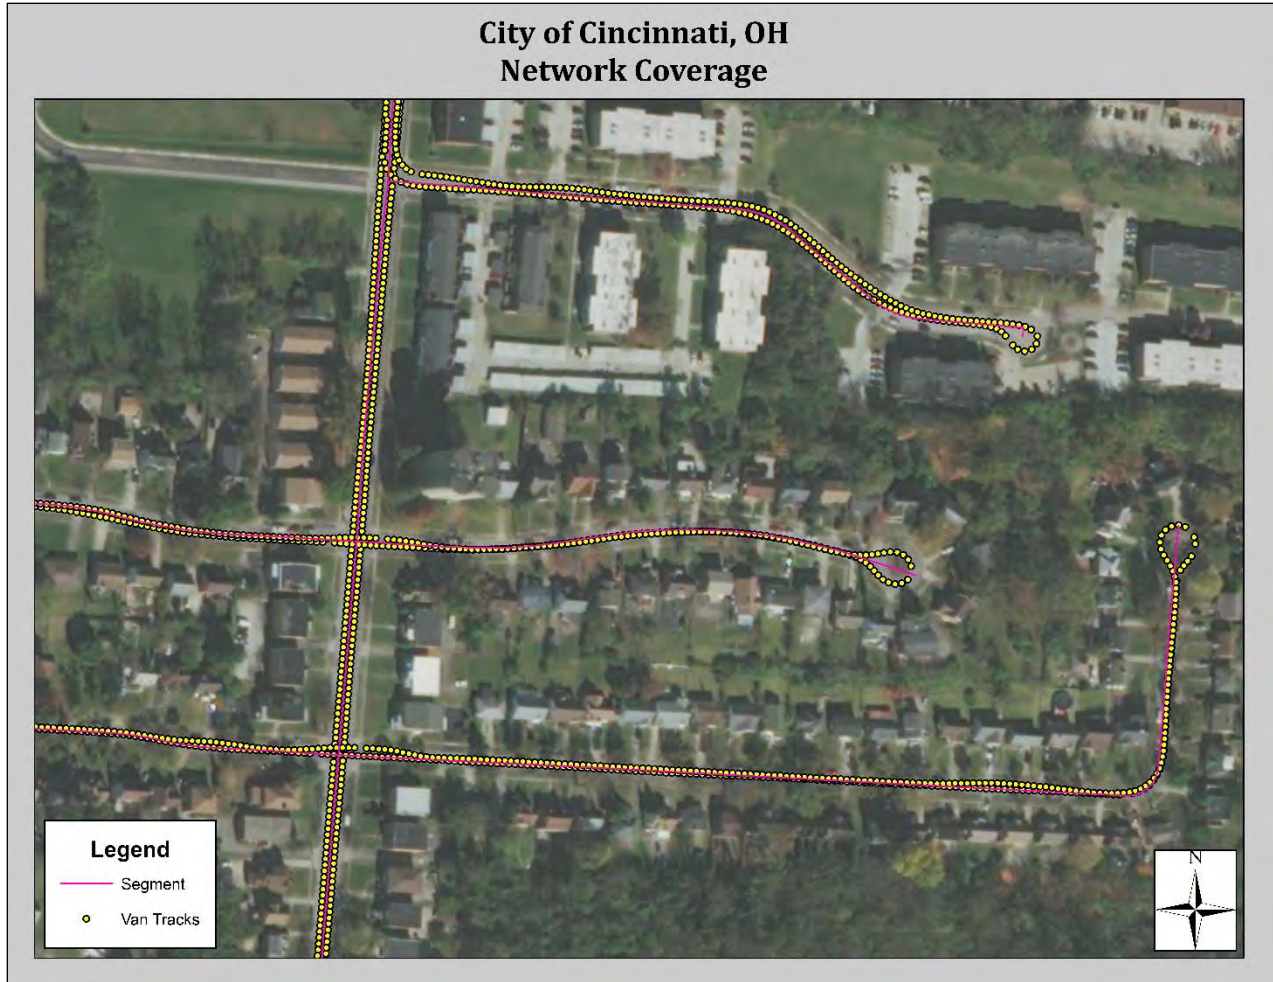 City of Cincinnati, OH
Network Coverage
Legend
Segment
Van Tracks
N